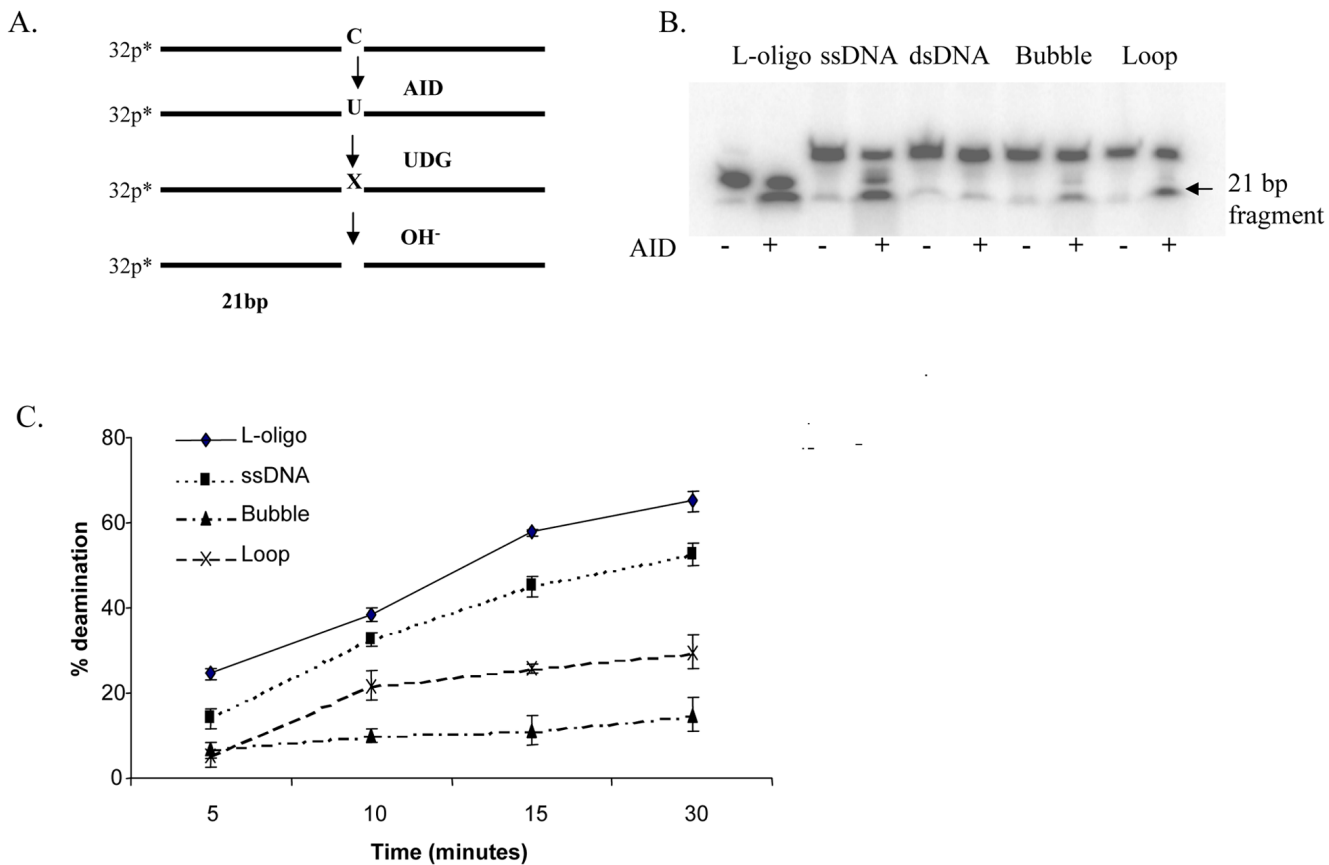 A.
C
32p*
AID
U
32p*
UDG
X
32p*
OH-
32p*
21bp
B.
L-oligo ssDNA dsDNA Bubble Loop
21 bp
fragment
AID - + - + - + - + - +
C.
L-oligo
ssDNA
Bubble
Loop
80
60
40
20
0
% deamination
5 10 15 30
Time (minutes)